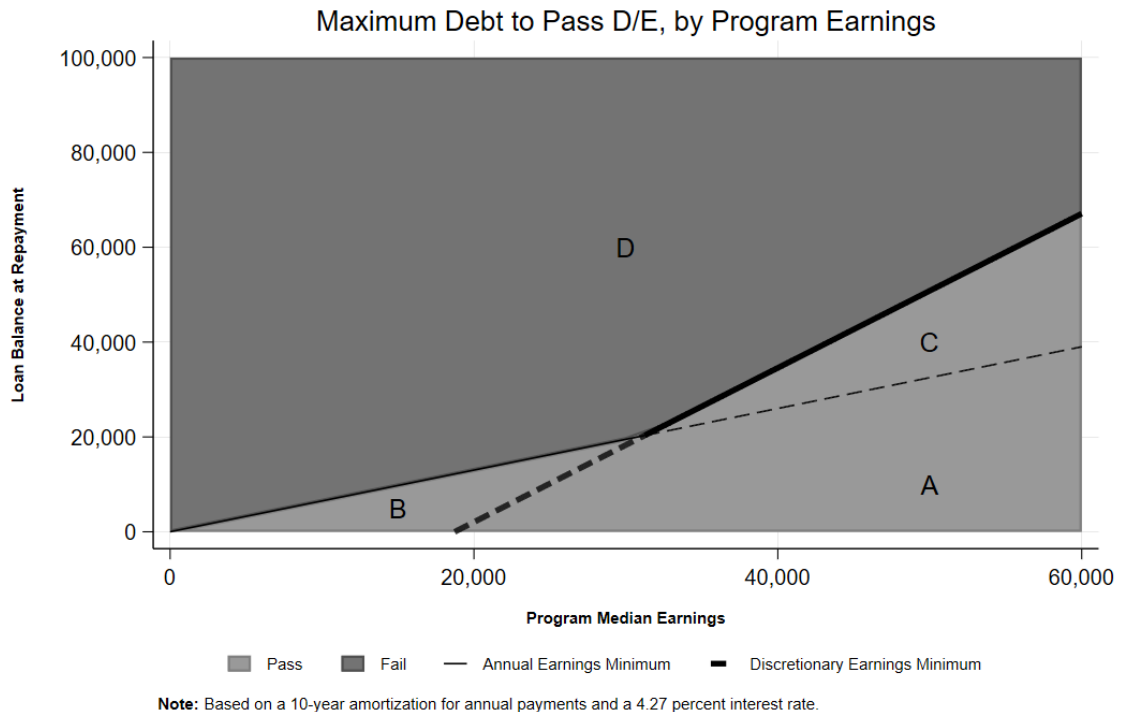 Maximum Debt to Pass D/E, by Program Earnings
Loan Balance at Repayment
100,000
80,000
60,000
40,000
20,000
0
D
C
B
A
0
20,000
40,000
60,000
Program Median Earnings
Pass
Fail
Annual Earnings Minimum
Discretionary Earnings Minimum
Note: Based on a 10-year amortization for annual payments and a 4.27 percent interest rate.